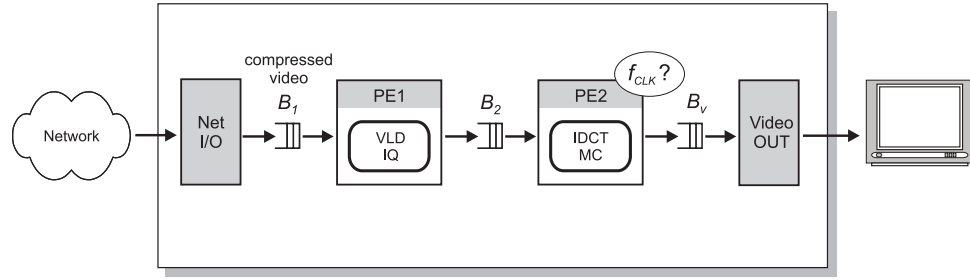 Network
Net
I/O
compressed
video
B1
PE1
VLD
IQ
B2
PE2
fCLK ?
IDCT
MC
Bv
Video
OUT